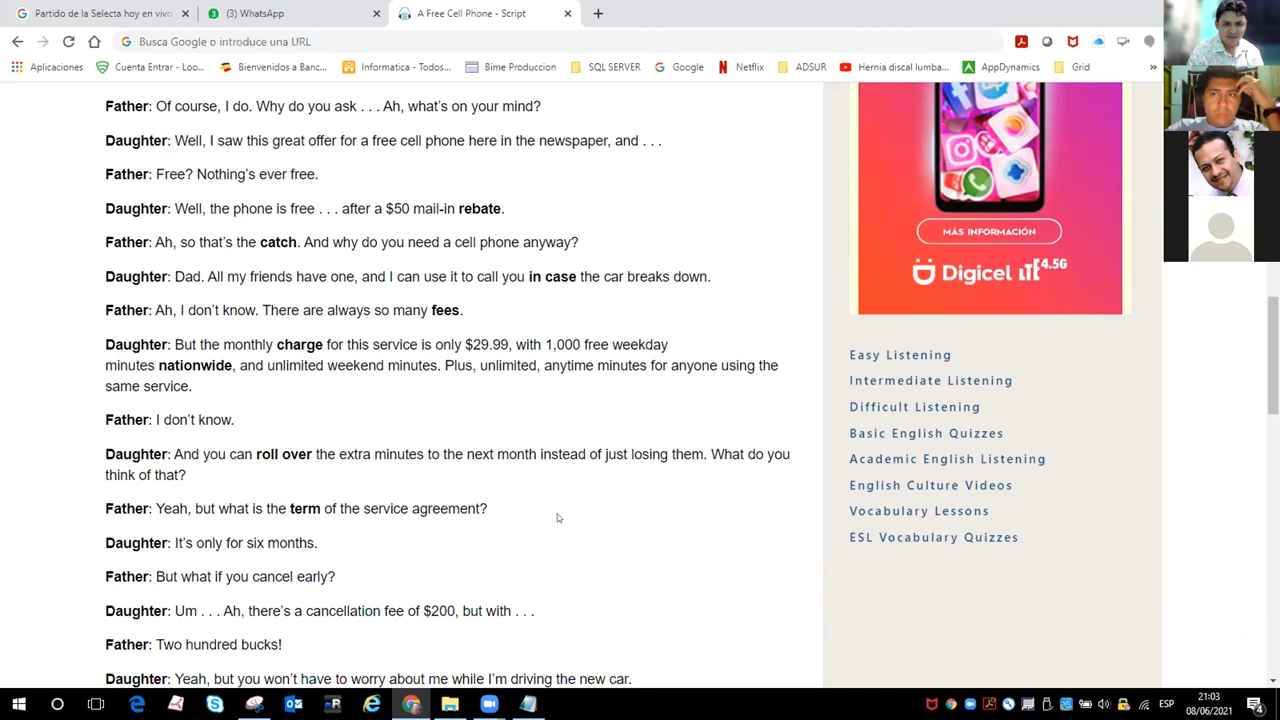 Partido de la Selecta hoy en vivo
(3) WhatsApp
A Free Cell Phone - Script
Busca Google o introduce una URL
Aplicaciones
Cuenta Entrar - Loo...
Bienvenidos a Banc...
Informatica - Todos...
Bime Produccion
SQL SERVER
Google
Netflix
ADSUR
Hernia discal lumba...
AppDynamics
Grid
»
Father: Of course, I do. Why do you ask . . . Ah, what's on your mind?
Daughter: Well, I saw this great offer for a free cell phone here in the newspaper, and . . .
Father: Free? Nothing's ever free.
Daughter: Well, the phone is free . . . after a $50 mail-in rebate.
Father: Ah, so that's the catch. And why do you need a cell phone anyway?
Daughter: Dad. All my friends have one, and I can use it to call you in case the car breaks down.
Father: Ah, I don't know. There are always so many fees.
Daughter: But the monthly charge for this service is only $29.99, with 1,000 free weekday
minutes nationwide, and unlimited weekend minutes. Plus, unlimited, anytime minutes for anyone using the
same service.
Father: I don't know.
Daughter: And you can roll over the extra minutes to the next month instead of just losing them. What do you
think of that?
Father: Yeah, but what is the term of the service agreement?
Daughter: It's only for six months.
Father: But what if you cancel early?
Daughter: Um . . . Ah, there's a cancellation fee of $200, but with . . .
Father: Two hundred bucks!
Daughter: Yeah, but you won't have to worry about me while I'm driving the new car.
MÁS INFORMACIÓN
Digicel LTE 4.5G
Easy Listening
Intermediate Listening
Difficult Listening
Basic English Quizzes
Academic English Listening
English Culture Videos
Vocabulary Lessons
ESL Vocabulary Quizzes
ESP
21:03
08/06/2021
4